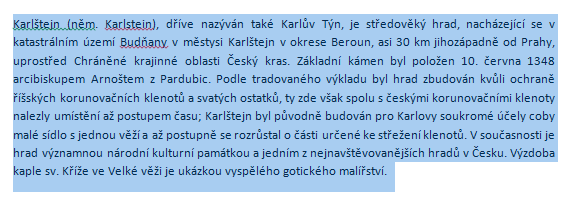 Karlštejn (něm. Karlstein), dříve nazýván také Karlův Týn, je středověký hrad, nacházející se v
katastrálním území Budňany v městysi Karlštejn v okrese Beroun, asi 30 km jihozápadně od Prahy,
uprostřed Chráněné krajinné oblasti Český kras. Základní kámen byl položen 10. června 1348
arcibiskupem Arnoštem z Pardubic. Podle tradovaného výkladu byl hrad zbudován kvůli ochraně
říšských korunovačních klenotů a svatých ostatků, ty zde však spolu s českými korunovačními klenoty
nalezly umístění až postupem času; Karlštejn byl původně budován pro Karlovy soukromé účely coby
malé sídlo s jednou věží a až postupně se rozrůstal o části určené ke střežení klenotů. V současnosti je
hrad významnou národní kulturní památkou a jedním z nejnavštěvovanějších hradů v Česku. Výzdoba
kaple sv. Kříže ve Velké věži je ukázkou vyspělého gotického malířství.